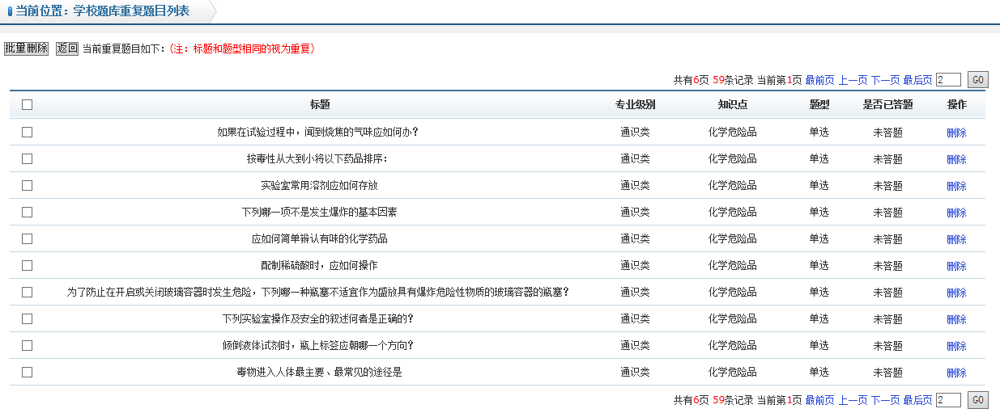 当前位置：学校题库重复题目列表
批量删除 返回 当前重复题目如下：(注：标题和题型相同的视为重复)
共有6页 59条记录 当前第1页 最前页 上一页 下一页 最后页 2 GO
标题 专业级别 知识点 题型 是否已答题 操作
如果在试验过程中，闻到烧焦的气味应如何办？ 通识类 化学危险品 单选 未答题 删除
按毒性从大到小将以下药品排序： 通识类 化学危险品 单选 未答题 删除
实验室常用溶剂应如何存放 通识类 化学危险品 单选 未答题 删除
下列哪一项不是发生爆炸的基本因素 通识类 化学危险品 单选 未答题 删除
应如何简单辨认有味的化学药品 通识类 化学危险品 单选 未答题 删除
配制稀硫酸时，应如何操作 通识类 化学危险品 单选 未答题 删除
为了防止在开启或关闭玻璃容器时发生危险，下列哪一种瓶塞不适宜作为盛放具有爆炸危险性物质的玻璃容器的瓶塞？ 通识类 化学危险品 单选 未答题 删除
下列实验室操作及安全的叙述何者是正确的？ 通识类 化学危险品 单选 未答题 删除
倾倒液体试剂时，瓶上标签应朝哪一个方向？ 通识类 化学危险品 单选 未答题 删除
毒物进入人体最主要、最常见的途径是 通识类 化学危险品 单选 未答题 删除
共有6页 59条记录 当前第1页 最前页 上一页 下一页 最后页 2 GO